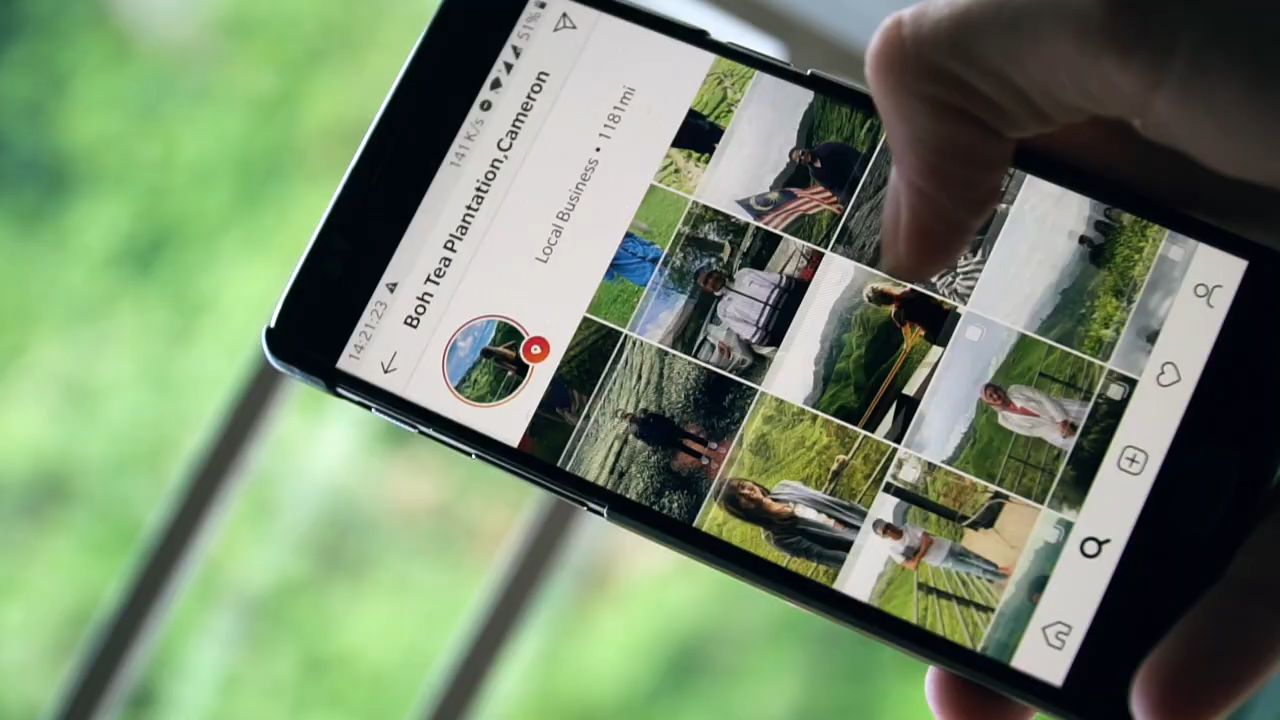 14:21:23 141 K/s 51%
Boh Tea Plantation,Cameron
Local Business • 1181mi